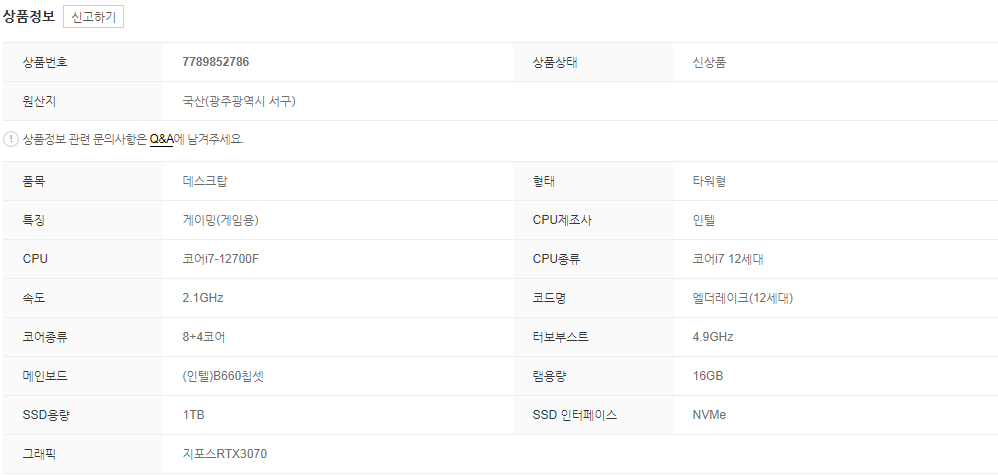 상품정보 신고하기
상품번호 7789852786 상품상태 신상품
원산지 국산(광주광역시 서구)
! 상품정보 관련 문의사항은 Q&A에 남겨주세요.
품목 데스크탑 형태 타워형
특징 게이밍(게임용) CPU제조사 인텔
CPU 코어i7-12700F CPU종류 코어i7 12세대
속도 2.1GHz 코드명 엘더레이크(12세대)
코어종류 8+4코어 터보부스트 4.9GHz
메인보드 (인텔)B660칩셋 램용량 16GB
SSD용량 1TB SSD 인터페이스 NVMe
그래픽 지포스RTX3070